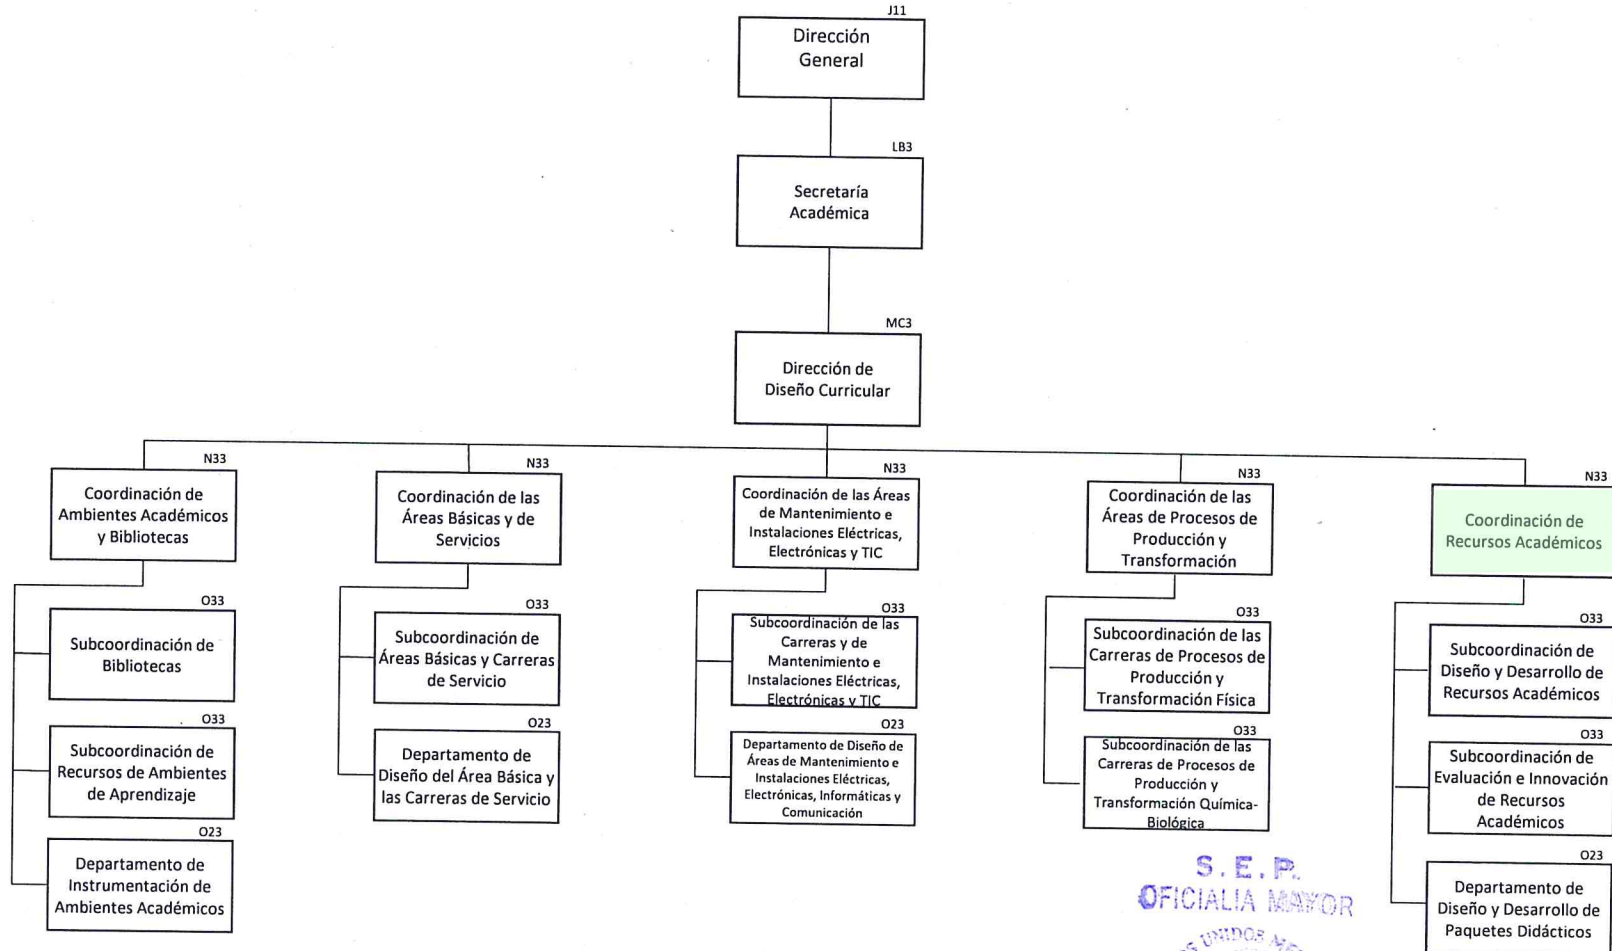 J11
Dirección
General
LB3
Secretaría
Académica
MC3
Dirección de
Diseño Curricular
N33
Coordinación de
Ambientes Académicos
y Bibliotecas
O33
Subcoordinación de
Bibliotecas
O33
Subcoordinación de
Recursos de Ambientes
de Aprendizaje
O23
Departamento de
Instrumentación de
Ambientes Académicos
N33
Coordinación de las
Áreas Básicas y de
Servicios
O33
Subcoordinación de
Áreas Básicas y Carreras
de Servicio
O23
Departamento de
Diseño del Área Básica y
las Carreras de Servicio
N33
Coordinación de las Áreas
de Mantenimiento e
Instalaciones Eléctricas,
Electrónicas y TIC
O33
Subcoordinación de las
Carreras y de
Mantenimiento e
Instalaciones Eléctricas,
Electrónicas y TIC
O23
Departamento de Diseño de
Áreas de Mantenimiento e
Instalaciones Eléctricas,
Electrónicas, Informáticas y
Comunicación
N33
Coordinación de las
Áreas de Procesos de
Producción y
Transformación
O33
Subcoordinación de las
Carreras de Procesos de
Producción y
Transformación Física
O33
Subcoordinación de las
Carreras de Procesos de
Producción y
Transformación Química-
Biológica
N33
Coordinación de
Recursos Académicos
O33
Subcoordinación de
Diseño y Desarrollo de
Recursos Académicos
O33
Subcoordinación de
Evaluación e Innovación
de Recursos
Académicos
O23
Departamento de
Diseño y Desarrollo de
Paquetes Didácticos
S.E.P.
OFICIALIA MAYOR
UNIDOS